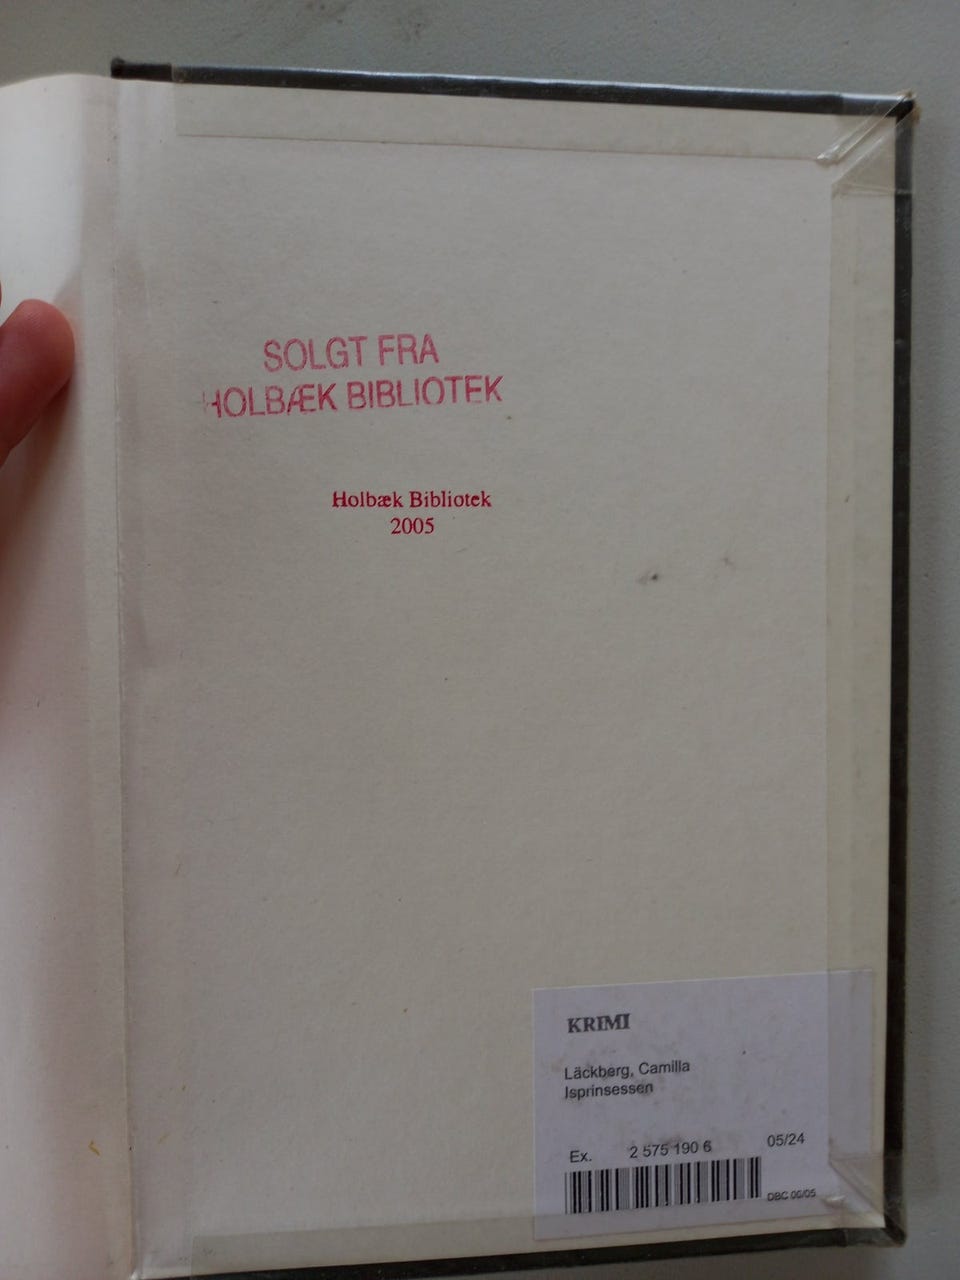 SOLGT FRA
HOLBÆK BIBLIOTEK
Holbæk Bibliotek
2005
KRIMI
Läckberg, Camilla
Isprinsessen
Ex. 2 575 190 6 05/24
DBC 06/05